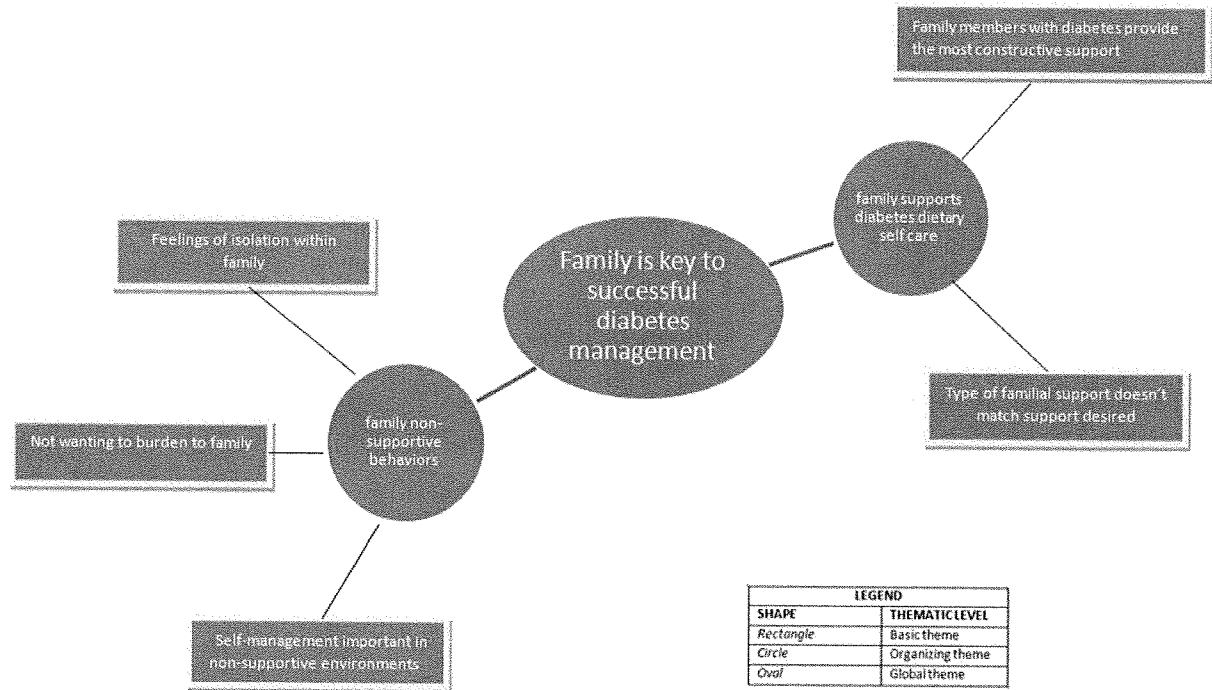 Family members with diabetes provide
the most constructive support
family supports
diabetes dietary
self care
Feelings of isolation within
family
Family is key to
successful
diabetes
management
Type of familial support doesn't
match support desired
family non-
supportive
behaviors
Not wanting to burden to family
Self-management important in
non-supportive environments
LEGEND
SHAPE THEMATIC LEVEL
Rectangle Basic theme
Circle Organizing theme
Oval Global theme